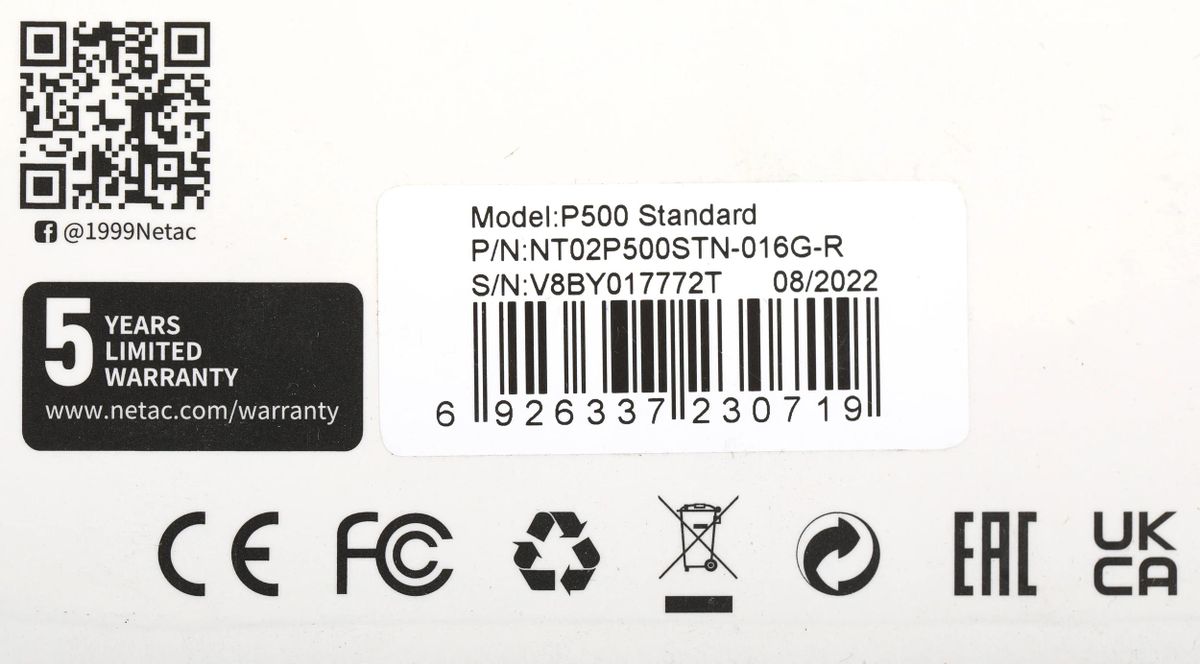 @1999Netac
5 YEARS
LIMITED
WARRANTY
www.netac.com/warranty
Model:P500 Standard
P/N:NT02P500STN-016G-R
S/N:V8BY017772T 08/2022
6 926337 230719
CE FC EAC UK
CA